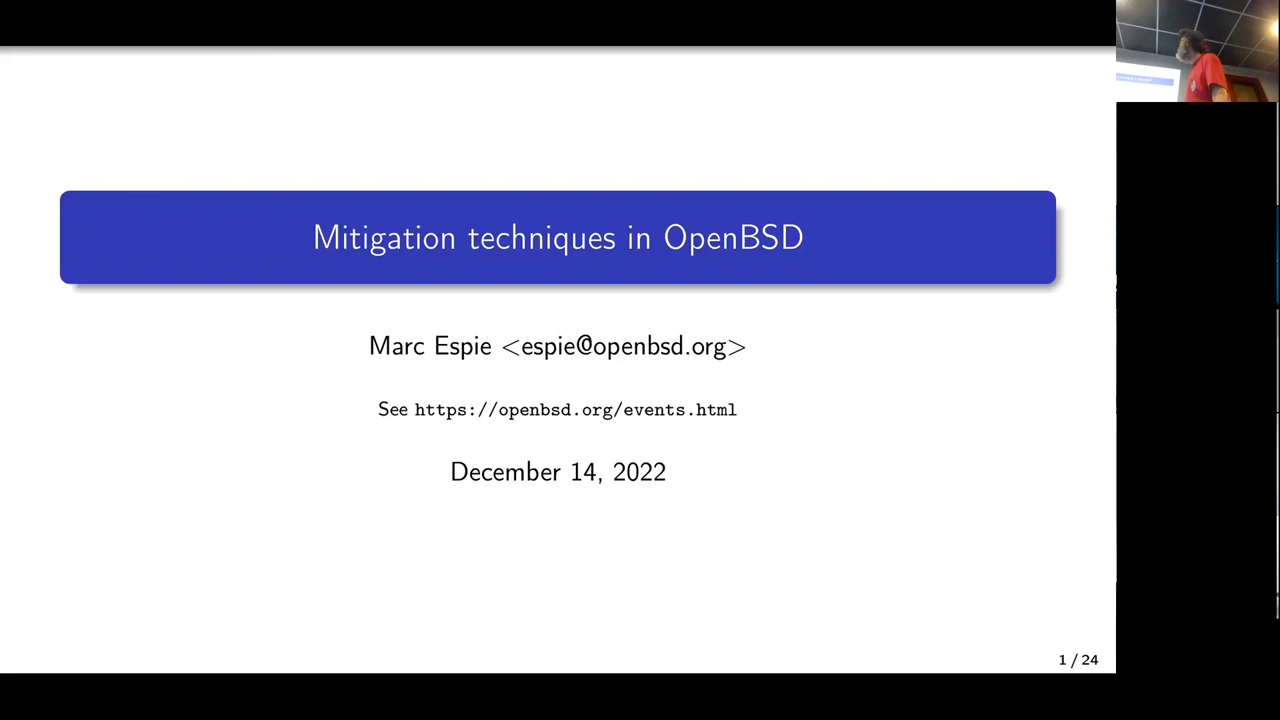 Mitigation techniques in OpenBSD
Marc Espie <espie@openbsd.org>
See https://openbsd.org/events.html
December 14, 2022
1 / 24